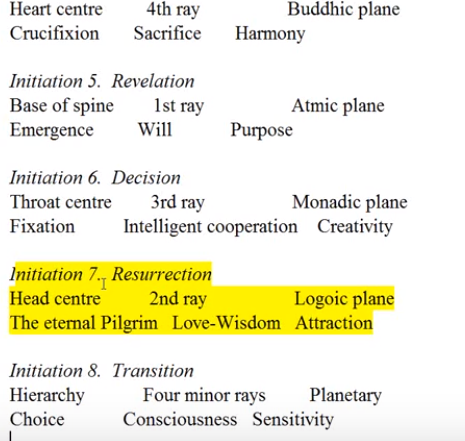 Heart centre 4th ray Buddhic plane
Crucifixion Sacrifice Harmony
Initiation 5. Revelation
Base of spine 1st ray Atmic plane
Emergence Will Purpose
Initiation 6. Decision
Throat centre 3rd ray Monadic plane
Fixation Intelligent cooperation Creativity
Initiation 7. Resurrection
Head centre 2nd ray Logoic plane
The eternal Pilgrim Love-Wisdom Attraction
Initiation 8. Transition
Hierarchy Four minor rays Planetary
Choice Consciousness Sensitivity